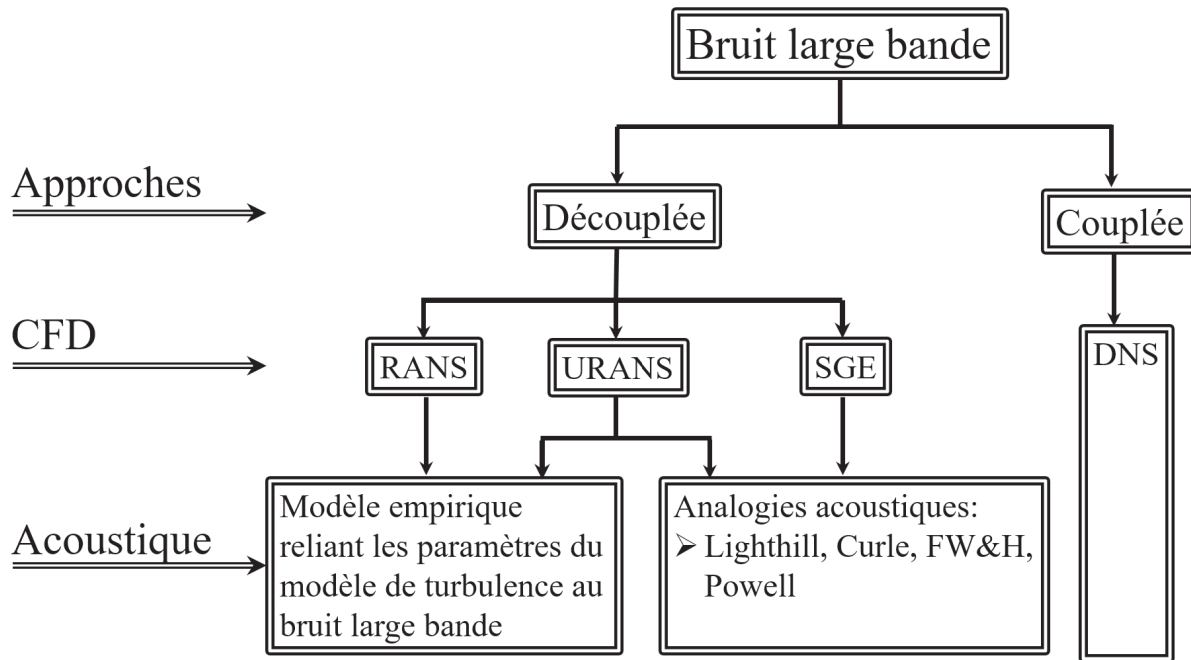 Bruit large bande
Approches
Découplée
Couplée
CFD
RANS
URANS
SGE
DNS
Acoustique
Modèle empirique
reliant les paramètres du
modèle de turbulence au
bruit large bande
Analogies acoustiques:
➢ Lighthill, Curle, FW&H,
Powell